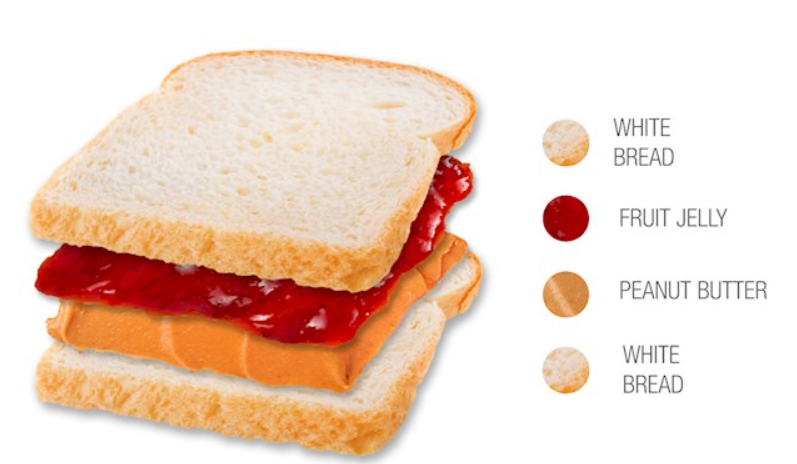 WHITE
BREAD
FRUIT JELLY
PEANUT BUTTER
WHITE
BREAD